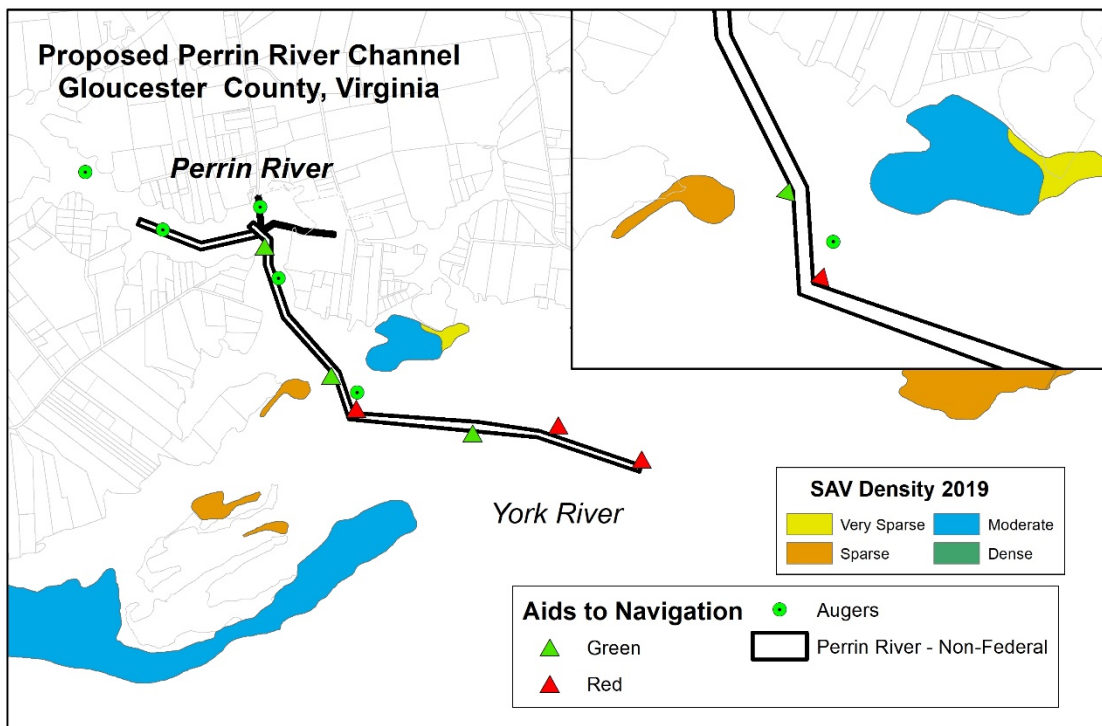 Proposed Perrin River Channel
Gloucester County, Virginia
Perrin River
York River
SAV Density 2019
Very Sparse
Moderate
Sparse
Dense
Aids to Navigation
Augers
Green
Perrin River - Non-Federal
Red